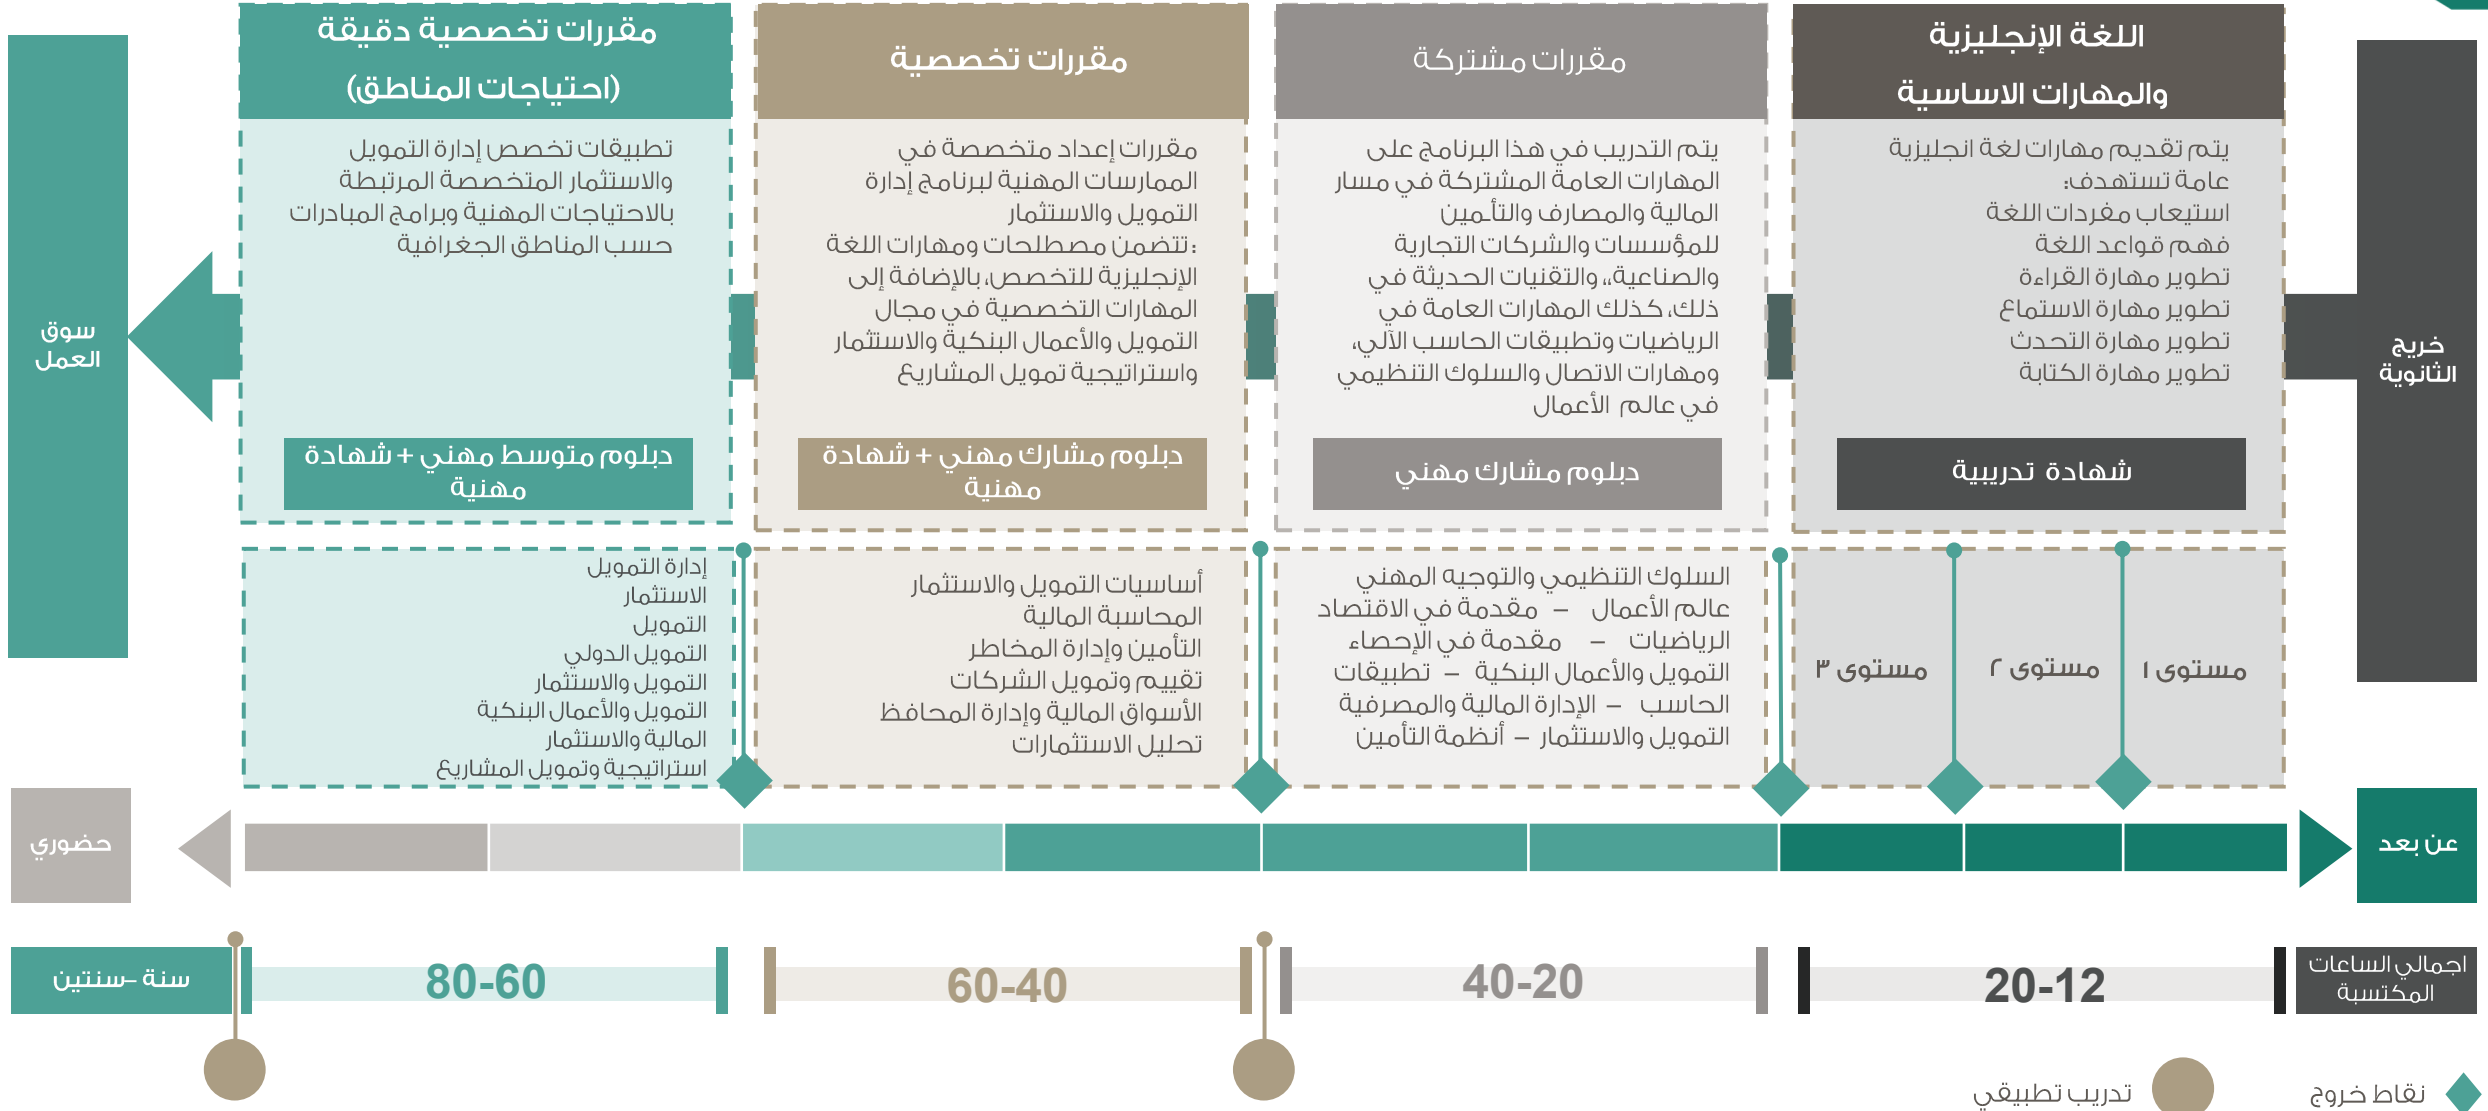 خريج
الثانوية
اللغة الإنجليزية
والمهارات الاساسية
يتم تقديم مهارات لغة انجليزية
عامة تستهدف:
استيعاب مفردات اللغة
فهم قواعد اللغة
تطوير مهارة القراءة
تطوير مهارة الاستماع
تطوير مهارة التحدث
تطوير مهارة الكتابة
شهادة تدريبية
مقررات مشتركة
يتم التدريب في هذا البرنامج على
المهارات العامة المشتركة في مسار
المالية والمصارف والتأمين
للمؤسسات والشركات التجارية
والصناعية،، والتقنيات الحديثة في
ذلك، كذلك المهارات العامة في
الرياضيات وتطبيقات الحاسب الآلي،
ومهارات الاتصال والسلوك التنظيمي
في عالم الأعمال
دبلوم مشارك مهني
مقررات تخصصية
مقررات إعداد متخصصة في
الممارسات المهنية لبرنامج إدارة
التمويل والاستثمار
: تتضمن مصطلحات ومهارات اللغة
الإنجليزية للتخصص، بالإضافة إلى
المهارات التخصصية في مجال
التمويل والأعمال البنكية والاستثمار
واستراتيجية تمويل المشاريع
دبلوم مشارك مهني + شهادة
مهنية
مقررات تخصصية دقيقة
(احتياجات المناطق)
تطبيقات تخصص إدارة التمويل
والاستثمار المتخصصة المرتبطة
بالاحتياجات المهنية وبرامج المبادرات
حسب المناطق الجغرافية
دبلوم متوسط مهني + شهادة
مهنية
سوق
العمل
مستوى ١
مستوى ٢
مستوى ٣
السلوك التنظيمي والتوجيه المهني
عالم الأعمال – مقدمة في الاقتصاد
الرياضيات – مقدمة في الإحصاء
التمويل والأعمال البنكية – تطبيقات
الحاسب – الإدارة المالية والمصرفية
التمويل والاستثمار – أنظمة التأمين
أساسيات التمويل والاستثمار
المحاسبة المالية
التأمين وإدارة المخاطر
تقييم وتمويل الشركات
الأسواق المالية وإدارة المحافظ
تحليل الاستثمارات
إدارة التمويل
الاستثمار
التمويل
التمويل الدولي
التمويل والاستثمار
التمويل والأعمال البنكية
المالية والاستثمار
استراتيجية وتمويل المشاريع
عن بعد
حضوري
اجمالي الساعات
المكتسبة
20-12
40-20
60-40
80-60
سنة –سنتين
نقاط خروج
تدريب تطبيقي